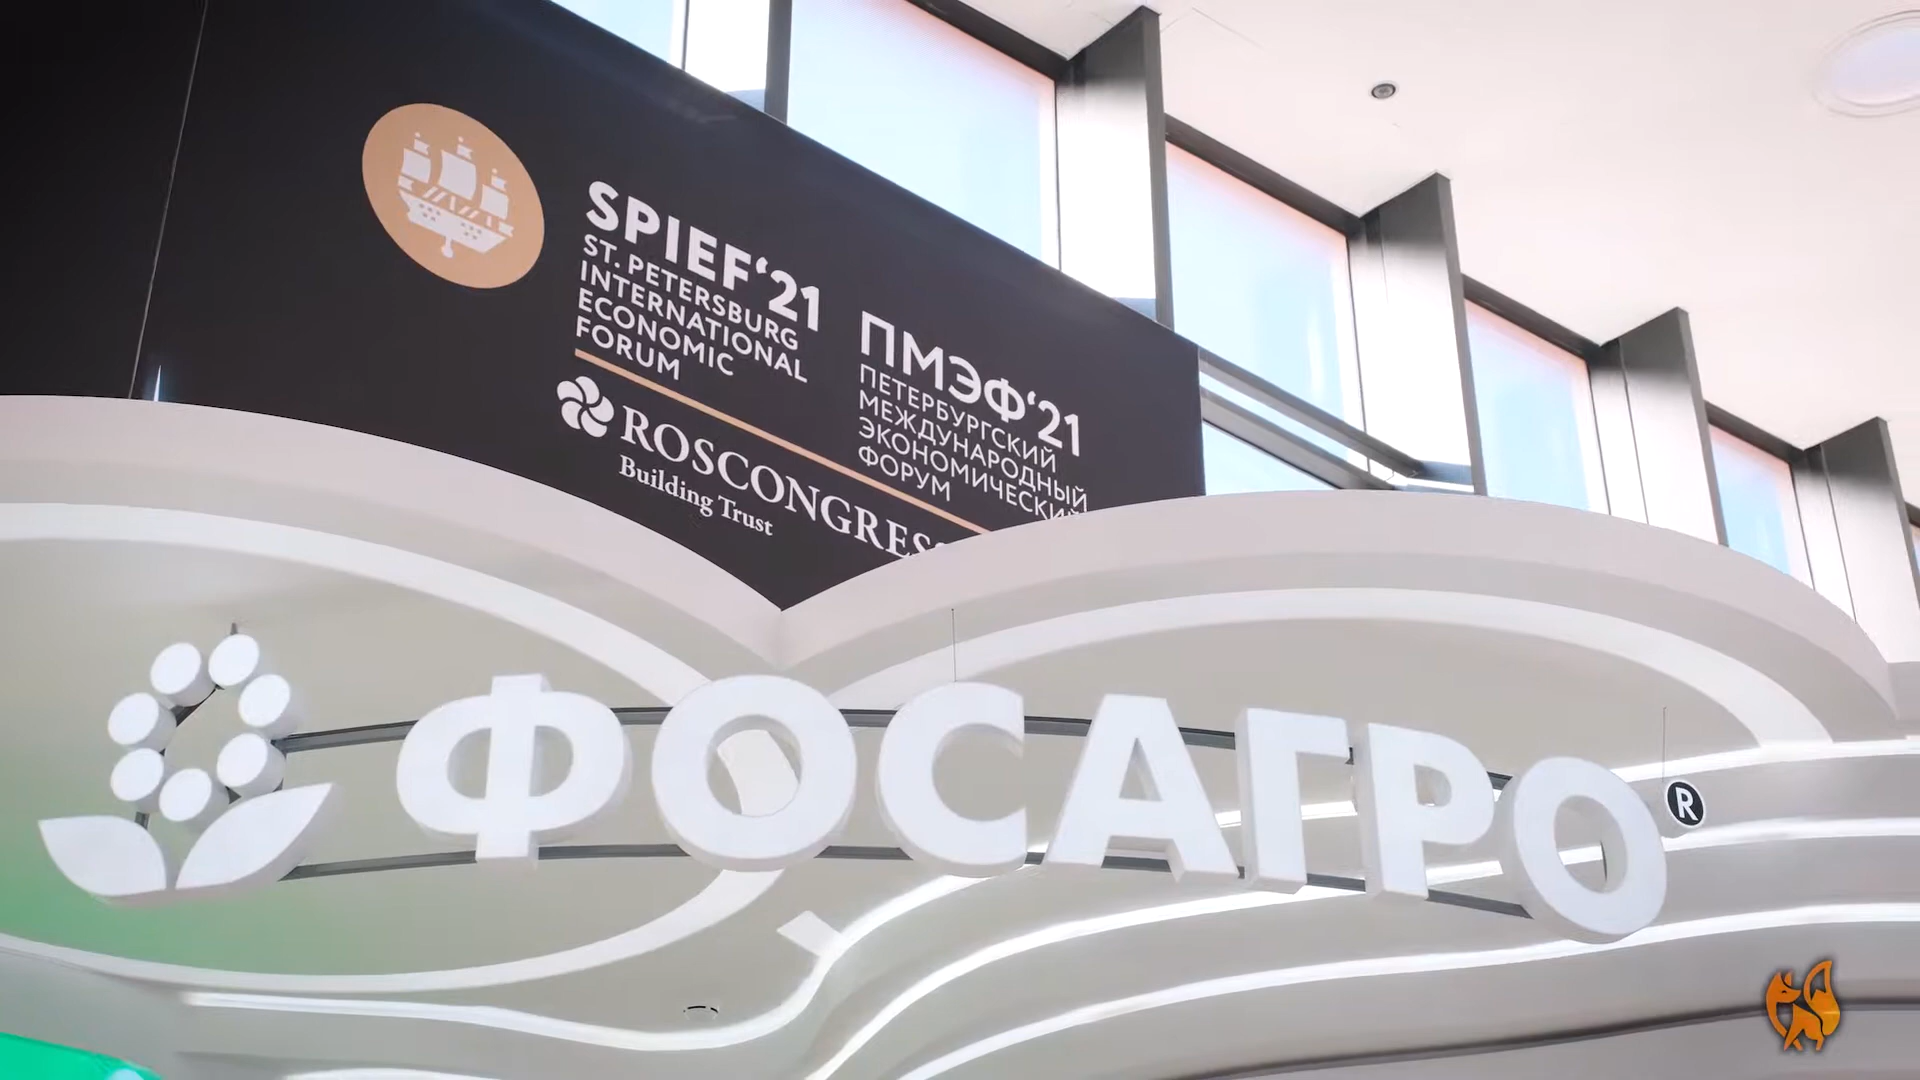 SPIEF‘21
ST. PETERSBURG
INTERNATIONAL
ECONOMIC
FORUM
ПМЭФ‘21
ПЕТЕРБУРГСКИЙ
МЕЖДУНАРОДНЫЙ
ЭКОНОМИЧЕСКИЙ
ФОРУМ
ROSCONGRES
Building Trust
ФОСАГРО
®